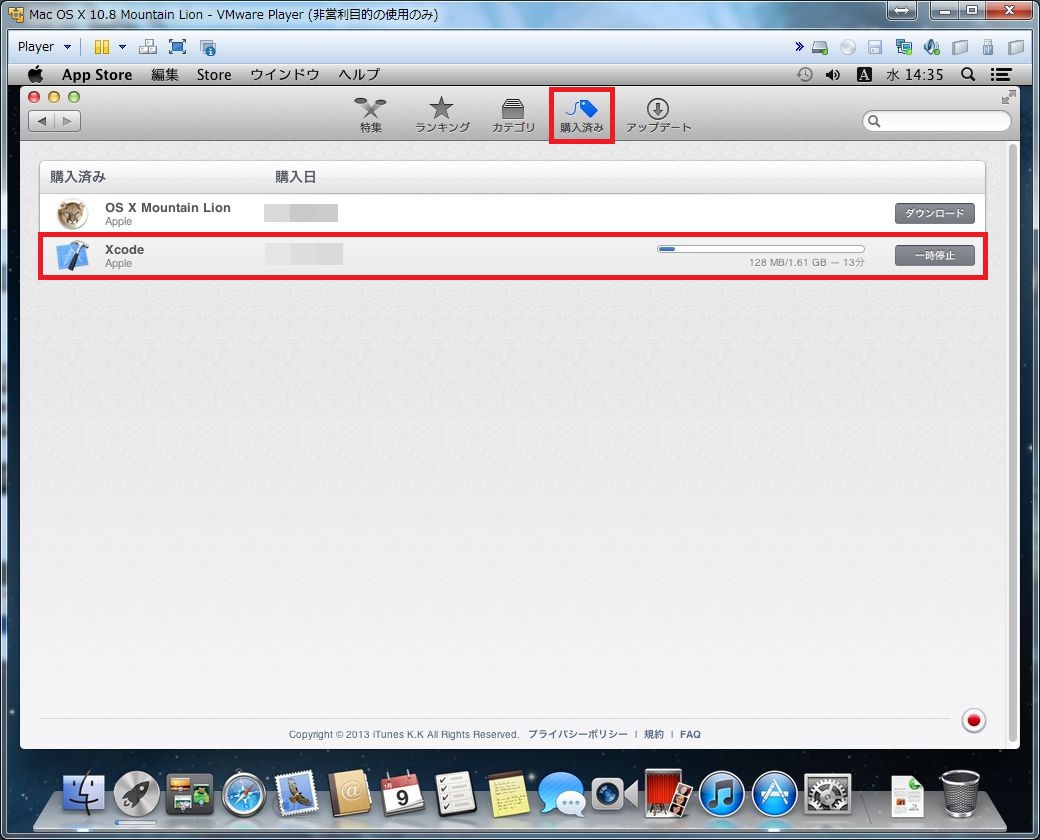 Mac OS X 10.8 Mountain Lion - VMware Player (非営利目的の使用のみ)
Player
App Store 編集 Store ウインドウ ヘルプ A 水 14:35
特集 ランキング カテゴリ 購入済み アップデート
購入済み 購入日
OS X Mountain Lion
Apple
ダウンロード
Xcode
Apple
128 MB/1.61 GB — 13分
一時停止
Copyright © 2013 iTunes K.K All Rights Reserved. プライバシーポリシー | 規約 | FAQ
9